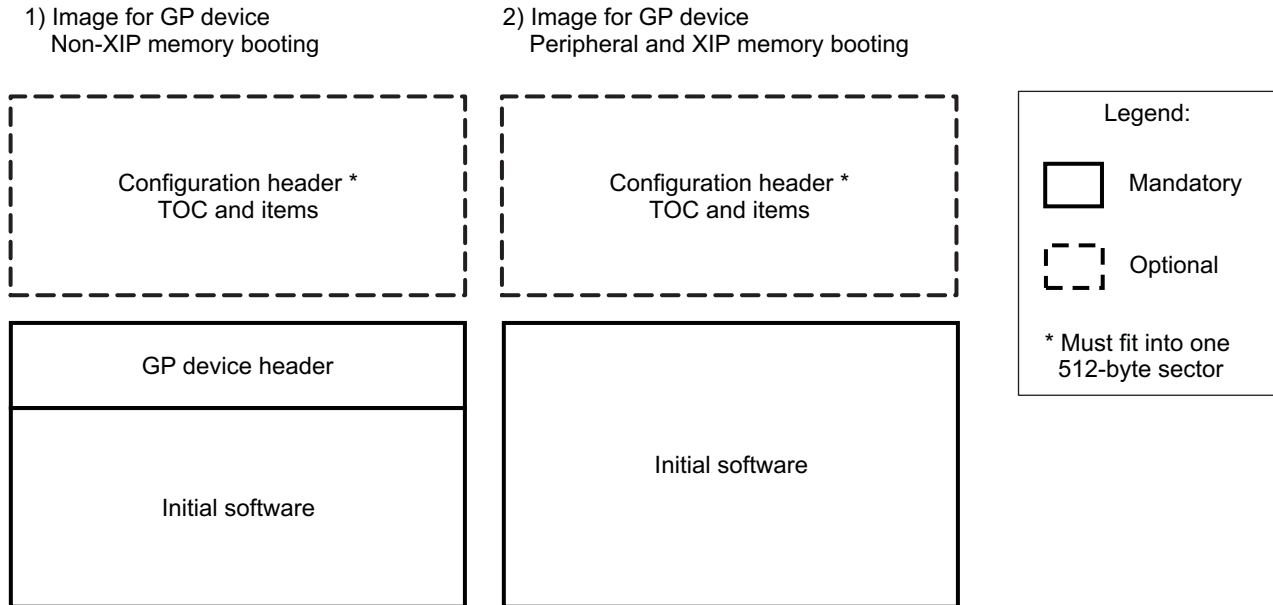 1) Image for GP device
Non-XIP memory booting
Configuration header *
TOC and items
GP device header
Initial software
2) Image for GP device
Peripheral and XIP memory booting
Configuration header *
TOC and items
Initial software
Legend:
Mandatory
Optional
* Must fit into one
512-byte sector